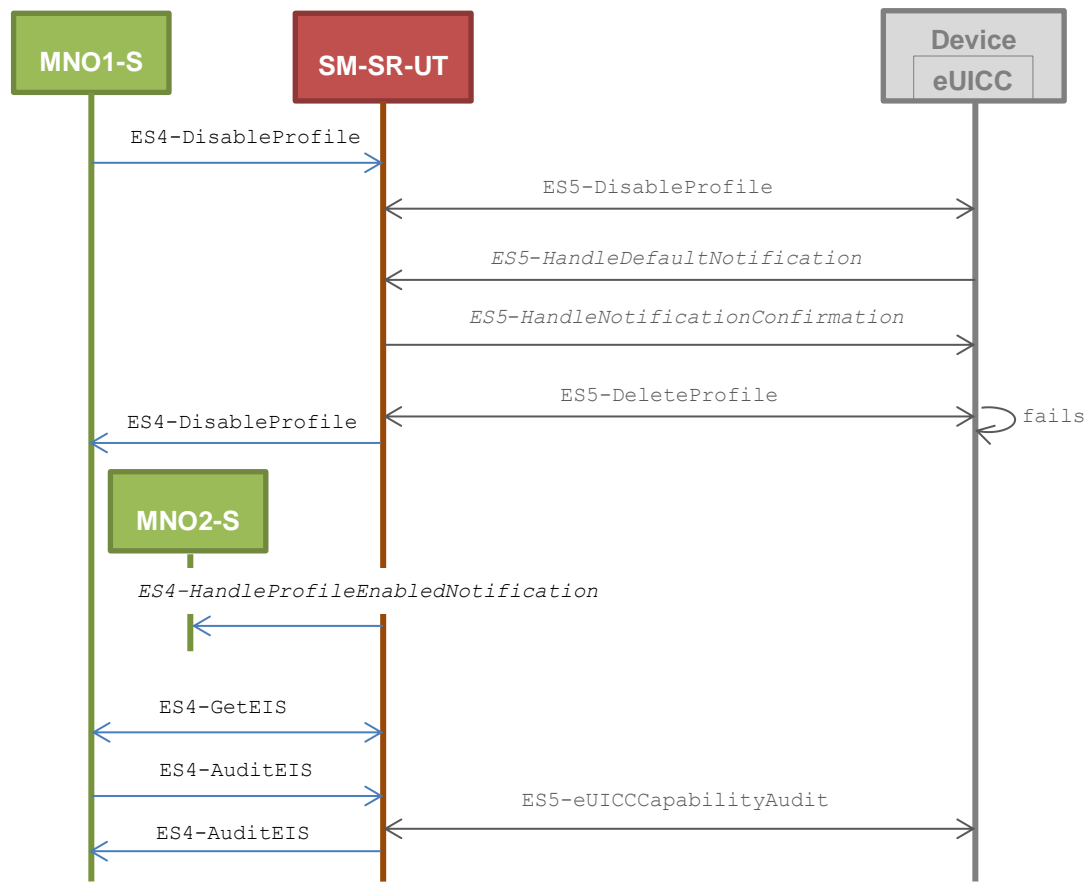 MNO1-S
SM-SR-UT
Device
eUICC
ES4-DisableProfile
ES5-DisableProfile
ES5-HandleDefaultNotification
ES5-HandleNotificationConfirmation
ES5-DeleteProfile
fails
ES4-DisableProfile
MNO2-S
ES4-HandleProfileEnabledNotification
ES4-GetEIS
ES4-AuditEIS
ES5-eUICCCapabilityAudit
ES4-AuditEIS